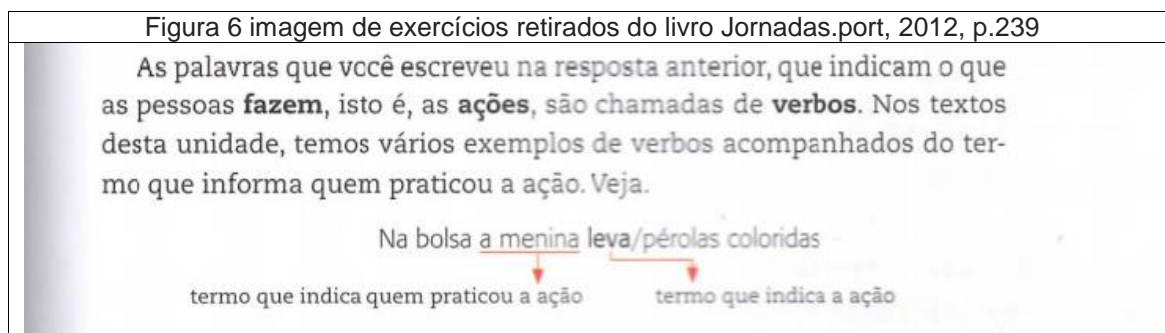 Figura 6 imagem de exercícios retirados do livro Jornadas.port, 2012, p.239
As palavras que você escreveu na resposta anterior, que indicam o que
as pessoas fazem, isto é, as ações, são chamadas de verbos. Nos textos
desta unidade, temos vários exemplos de verbos acompanhados do ter-
mo que informa quem praticou a ação. Veja.
Na bolsa a menina leva/pérolas coloridas
termo que indica quem praticou a ação termo que indica a ação